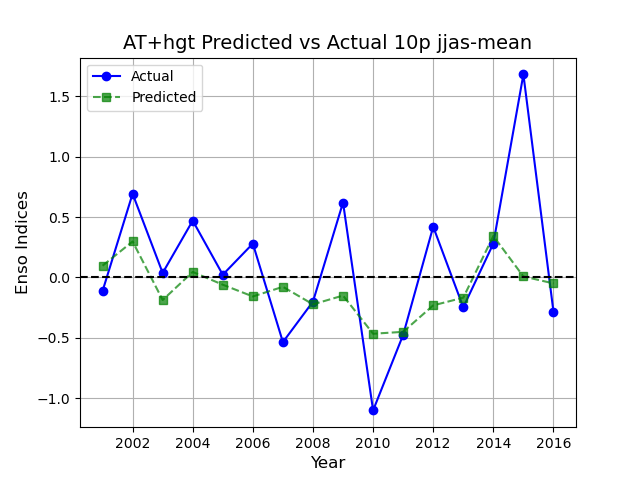 AT+hgt Predicted vs Actual 10p jjas-mean
Actual
Predicted
1.5
1.0
0.5
0.0
−0.5
−1.0
Enso Indices
2002 2004 2006 2008 2010 2012 2014 2016
Year